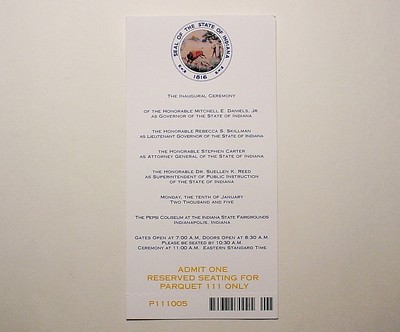 SEAL OF THE STATE OF INDIANA
1816
The Inaugural Ceremony
of the Honorable Mitchell E. Daniels, Jr.
as Governor of the State of Indiana
The Honorable Rebecca S. Skillman
as Lieutenant Governor of the State of Indiana
The Honorable Stephen Carter
as Attorney General of the State of Indiana
The Honorable Dr. Suellen K. Reed
as Superintendent of Public Instruction
of the State of Indiana
Monday, the tenth of January
Two Thousand and Five
The Pepsi Coliseum at the Indiana State Fairgrounds
Indianapolis, Indiana
Gates Open at 7:00 A.M. Doors Open at 8:30 A.M.
Please be seated by 10:30 A.M.
Ceremony at 11:00 A.M. Eastern Standard Time
ADMIT ONE
RESERVED SEATING FOR
PARQUET 111 ONLY
P111005